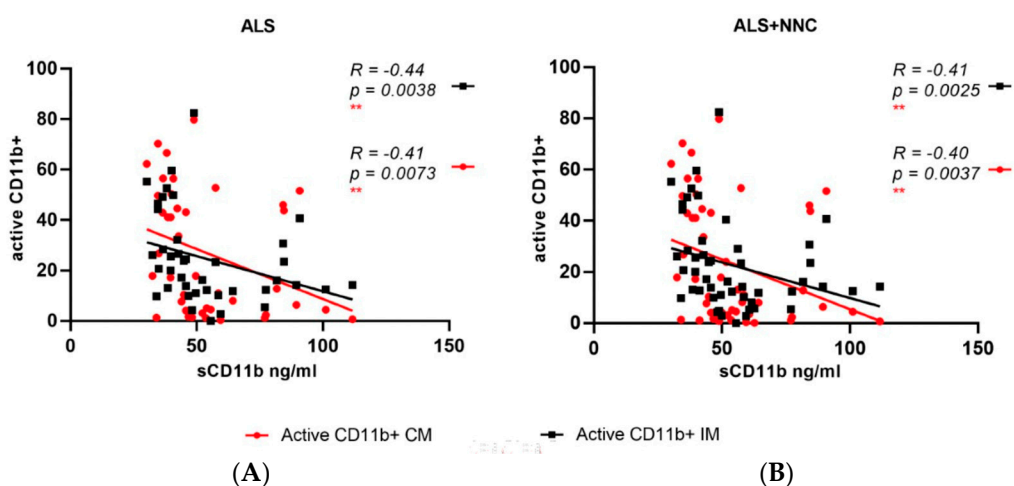 ALS
R = -0.44
p = 0.0038
**
R = -0.41
p = 0.0073
**
100
80
60
40
20
0
active CD11b+
0
50
100
150
sCD11b ng/ml
ALS+NNC
R = -0.41
p = 0.0025
**
R = -0.40
p = 0.0037
**
100
80
60
40
20
0
active CD11b+
0
50
100
150
sCD11b ng/ml
Active CD11b+ CM
Active CD11b+ IM
(A)
(B)